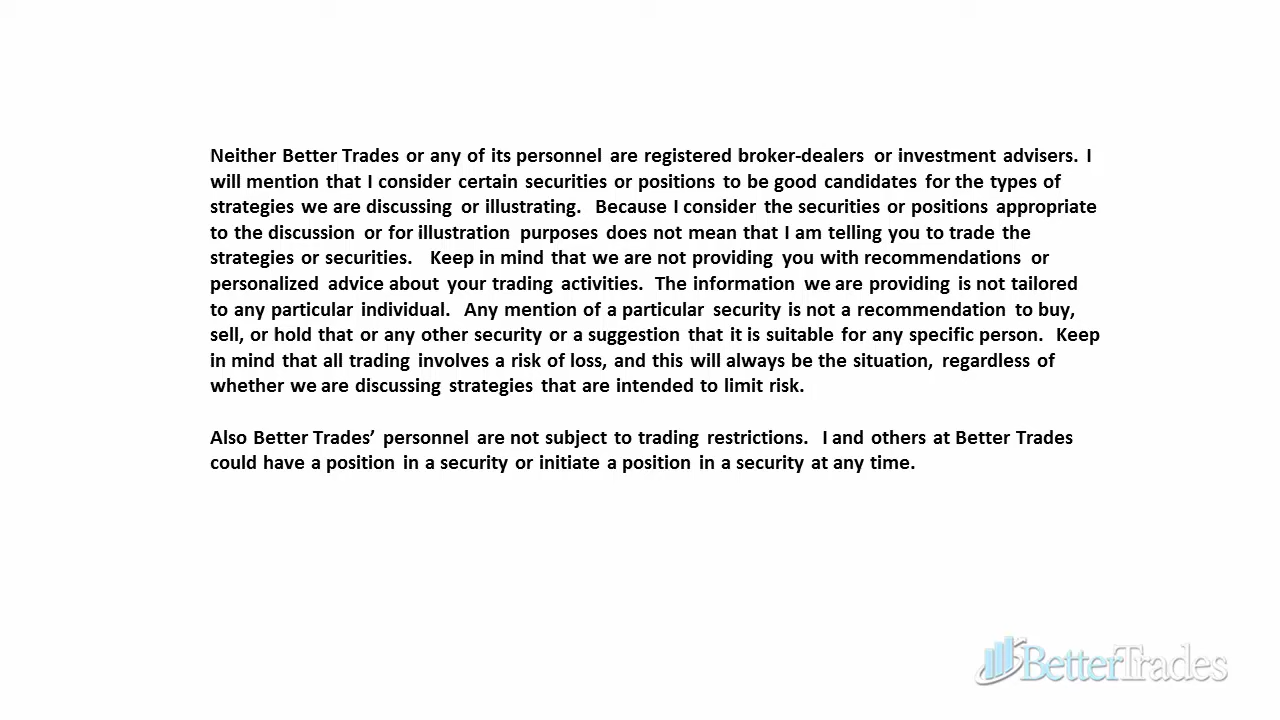 Neither Better Trades or any of its personnel are registered broker-dealers or investment advisers. I
will mention that I consider certain securities or positions to be good candidates for the types of
strategies we are discussing or illustrating. Because I consider the securities or positions appropriate
to the discussion or for illustration purposes does not mean that I am telling you to trade the
strategies or securities. Keep in mind that we are not providing you with recommendations or
personalized advice about your trading activities. The information we are providing is not tailored
to any particular individual. Any mention of a particular security is not a recommendation to buy,
sell, or hold that or any other security or a suggestion that it is suitable for any specific person. Keep
in mind that all trading involves a risk of loss, and this will always be the situation, regardless of
whether we are discussing strategies that are intended to limit risk.
Also Better Trades’ personnel are not subject to trading restrictions. I and others at Better Trades
could have a position in a security or initiate a position in a security at any time.
BetterTrades